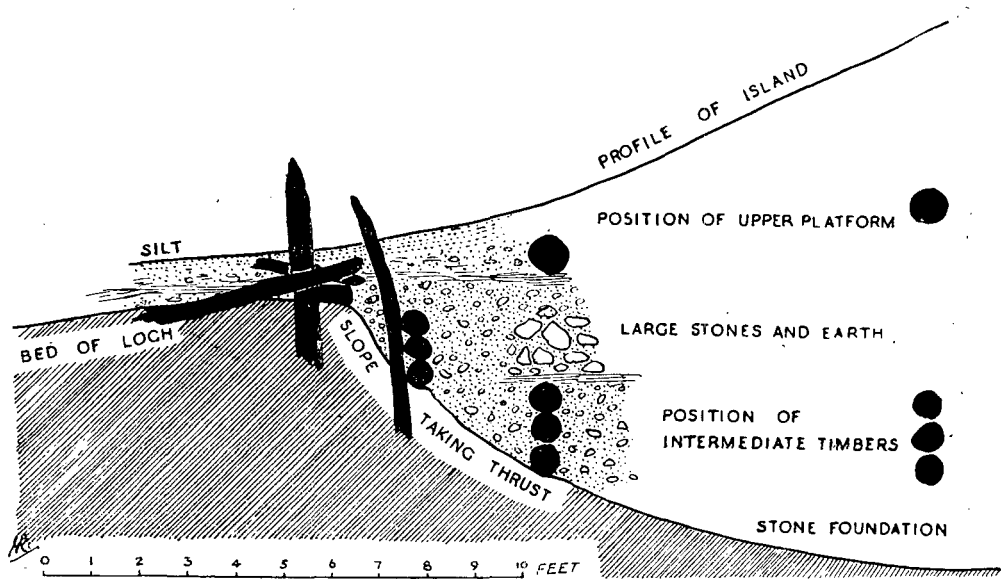 PROFILE OF ISLAND
POSITION OF UPPER PLATFORM
SILT
LARGE STONES AND EARTH
BED OF LOCH
SLOPE TAKING THRUST
POSITION OF
INTERMEDIATE TIMBERS
STONE FOUNDATION
0 1 2 3 4 5 6 7 8 9 10 FEET